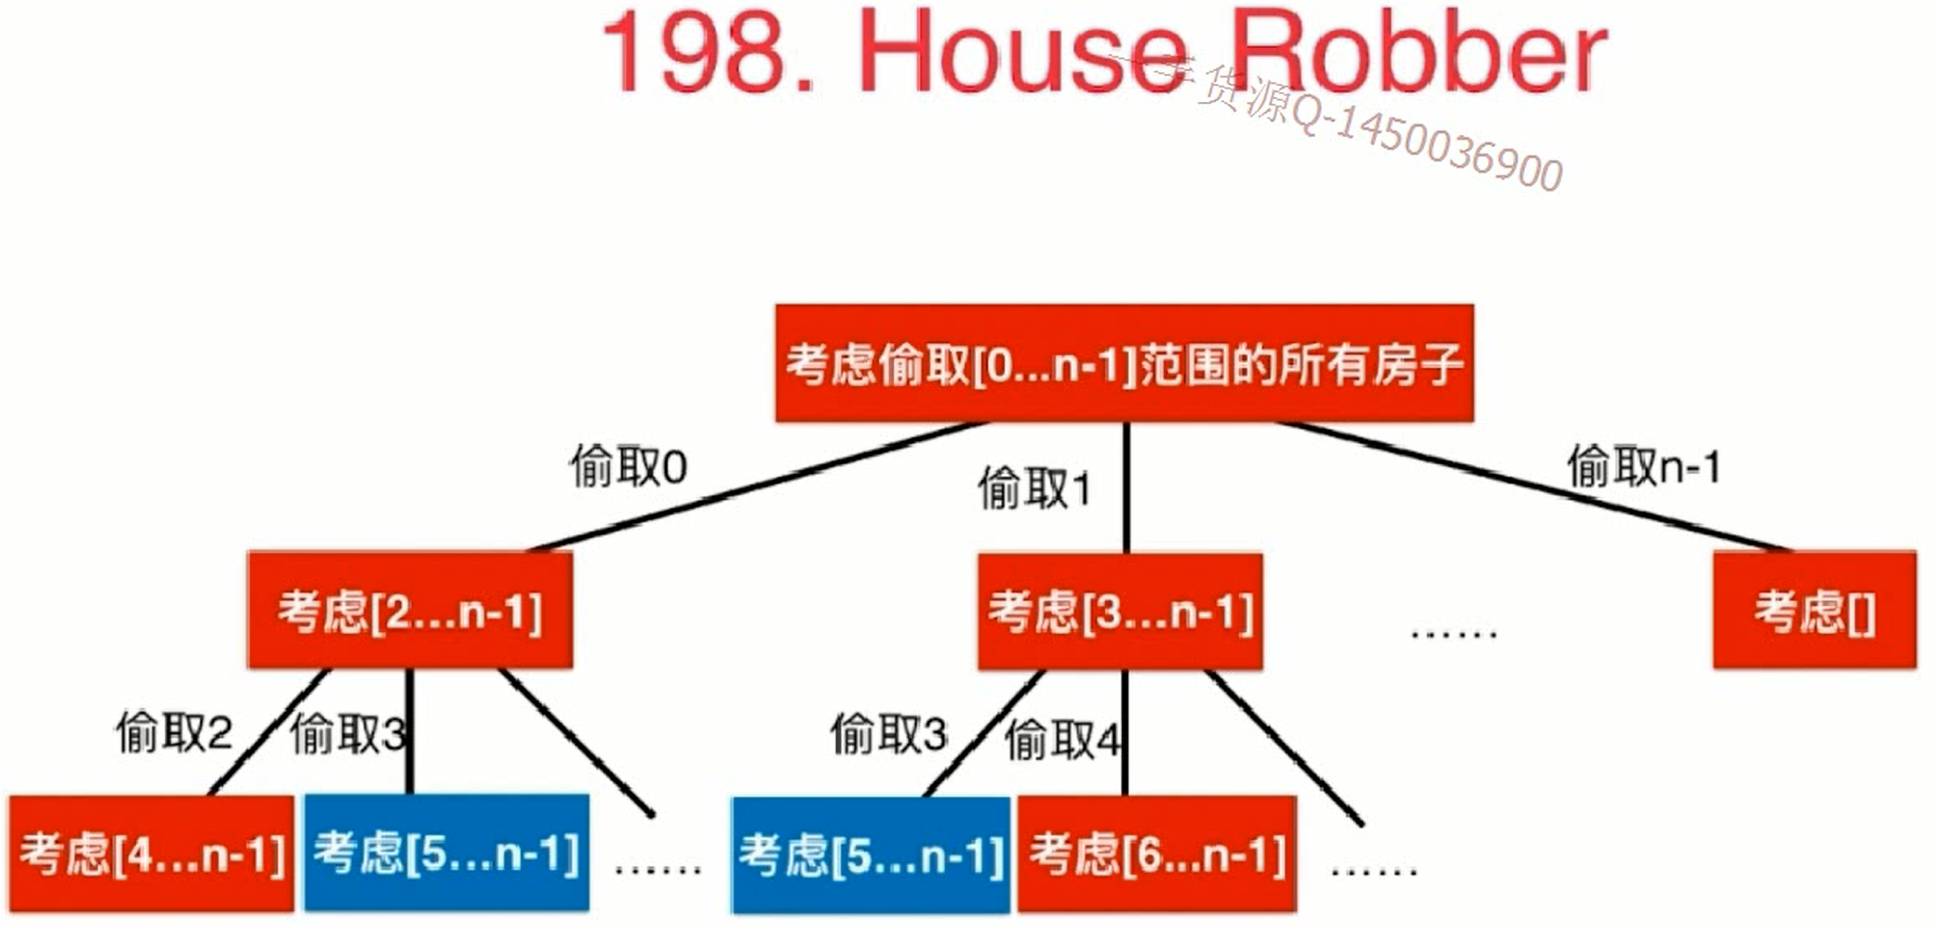 198. House Robber
一手货源Q-1450036900
考虑偷取[0...n-1]范围的所有房子
偷取0
偷取1
偷取n-1
考虑[2...n-1]
考虑[3...n-1]
......
考虑[]
偷取2
偷取3
偷取3
偷取4
考虑[4...n-1]
考虑[5...n-1]
......
考虑[5...n-1]
考虑[6...n-1]
......